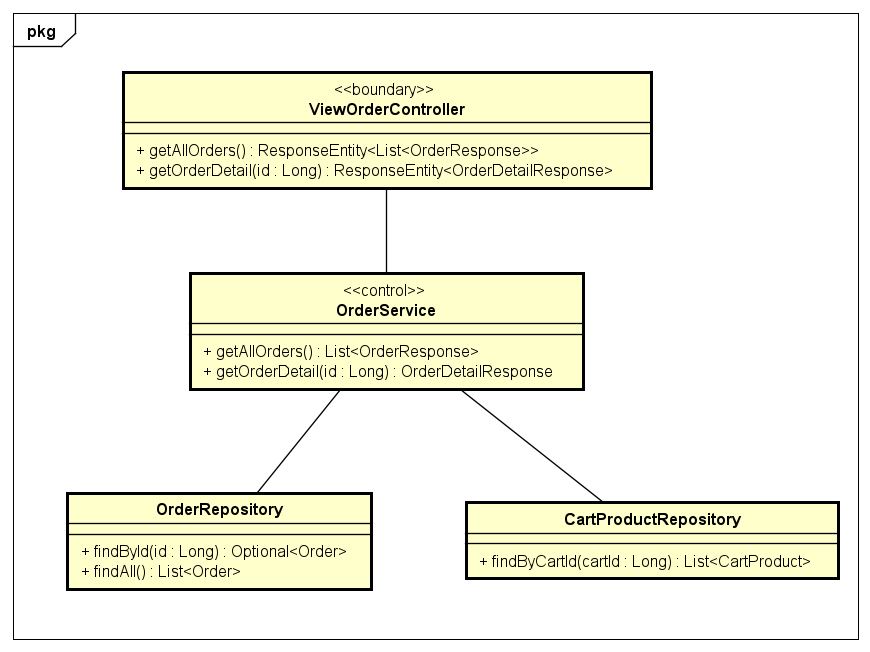 pkg
<<boundary>>
ViewOrderController
+ getAllOrders() : ResponseEntity<List<OrderResponse>>
+ getOrderDetail(id : Long) : ResponseEntity<OrderDetailResponse>
<<control>>
OrderService
+ getAllOrders() : List<OrderResponse>
+ getOrderDetail(id : Long) : OrderDetailResponse
OrderRepository
+ findById(id : Long) : Optional<Order>
+ findAll() : List<Order>
CartProductRepository
+ findByCartId(cartId : Long) : List<CartProduct>